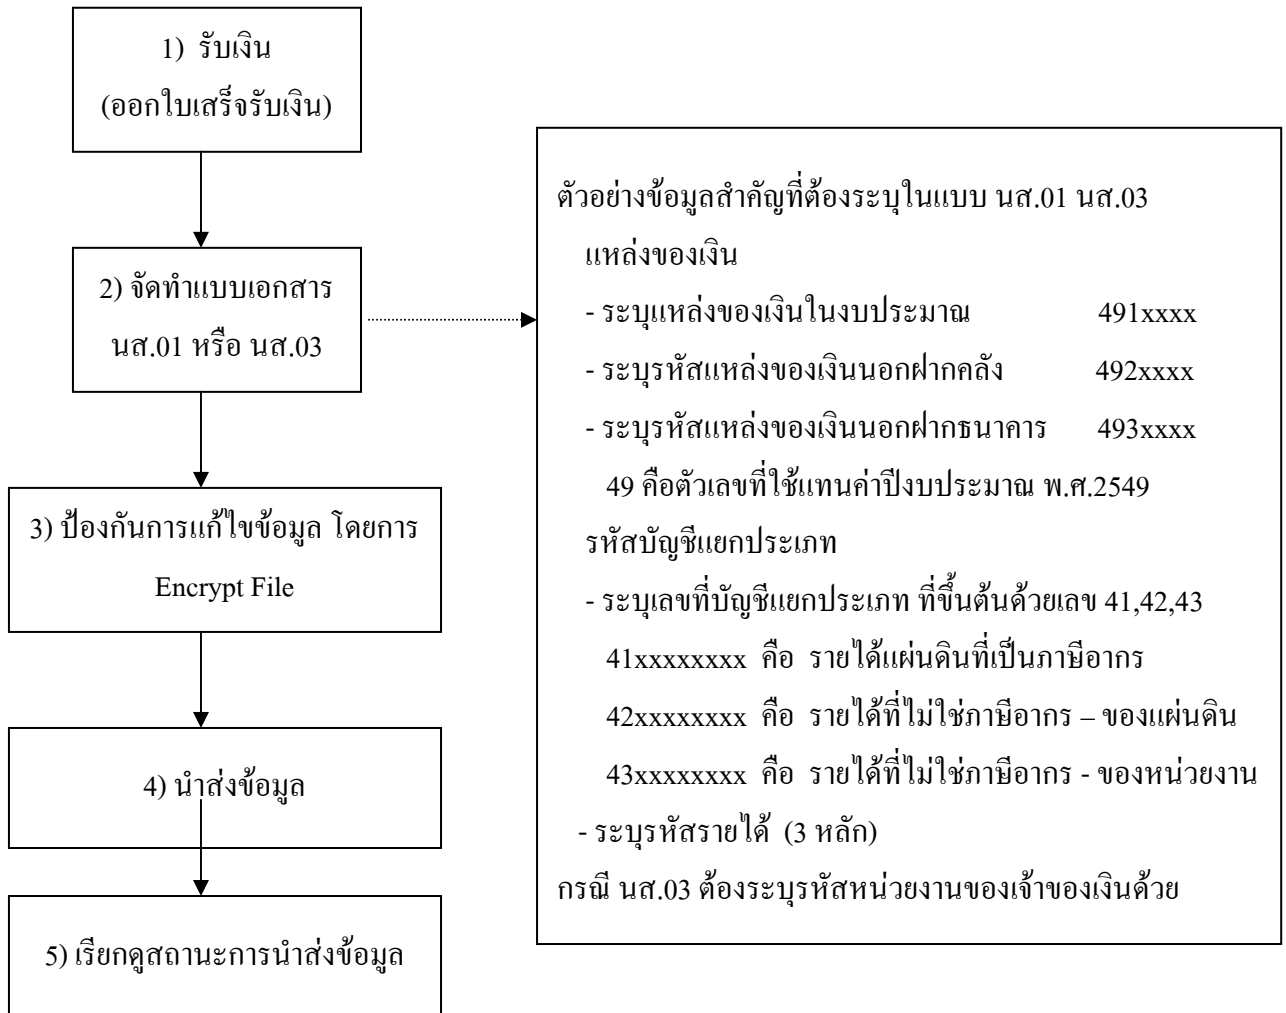 1) รับเงิน
(ออกใบเสร็จรับเงิน)
2) จัดทำแบบเอกสาร
นส.01 หรือ นส.03
3) ป้องกันการแก้ไขข้อมูล โดยการ
Encrypt File
4) นำส่งข้อมูล
5) เรียกดูสถานะการนำส่งข้อมูล
ตัวอย่างข้อมูลสำคัญที่ต้องระบุในแบบ นส.01 นส.03
แหล่งของเงิน
- ระบุแหล่งของเงินในงบประมาณ 491xxxx
- ระบุรหัสแหล่งของเงินนอกฝากคลัง 492xxxx
- ระบุรหัสแหล่งของเงินนอกฝากธนาคาร 493xxxx
49 คือตัวเลขที่ใช้แทนค่าปีงบประมาณ พ.ศ.2549
รหัสบัญชีแยกประเภท
- ระบุเลขที่บัญชีแยกประเภท ที่ขึ้นต้นด้วยเลข 41,42,43
41xxxxxxxx คือ รายได้แผ่นดินที่เป็นภาษีอากร
42xxxxxxxx คือ รายได้ที่ไม่ใช่ภาษีอากร – ของแผ่นดิน
43xxxxxxxx คือ รายได้ที่ไม่ใช่ภาษีอากร - ของหน่วยงาน
- ระบุรหัสรายได้ (3 หลัก)
กรณี นส.03 ต้องระบุรหัสหน่วยงานของเจ้าของเงินด้วย